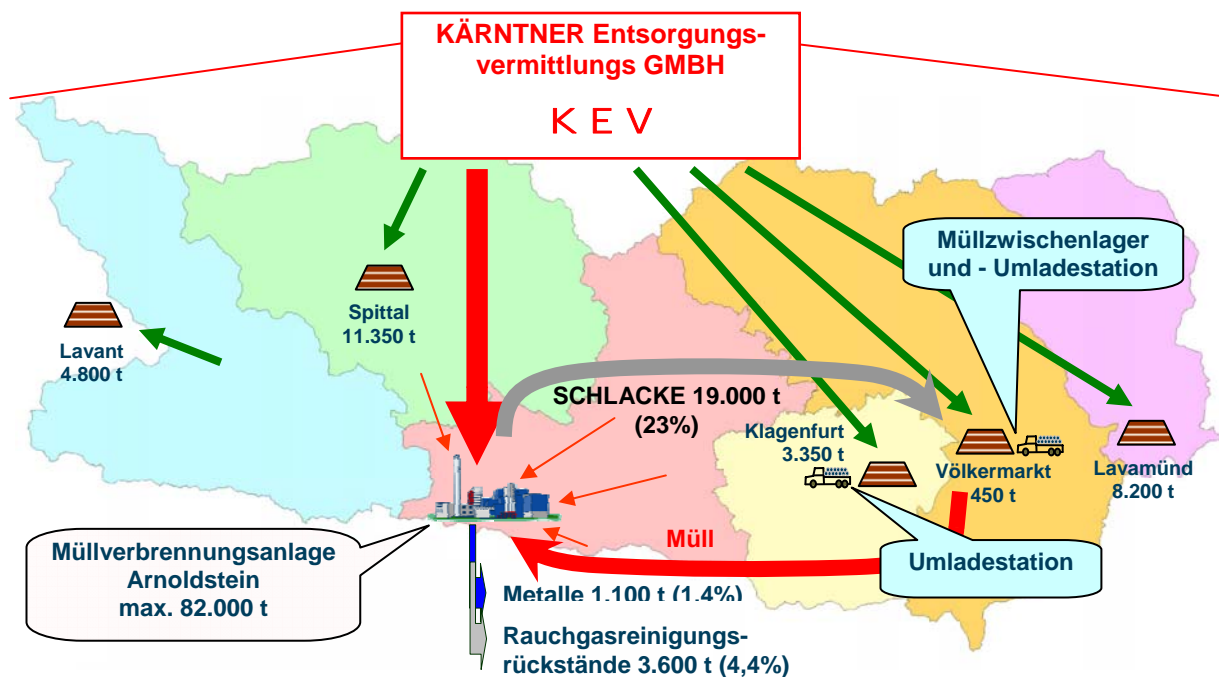 KÄRNTNER Entsorgungs-
vermittlungs GMBH
K E V
Müllzwischenlager
und - Umladestation
Spittal
11.350 t
Lavant
4.800 t
SCHLACKE 19.000 t
(23%)
Klagenfurt
3.350 t
Völkermarkt
450 t
Lavamünd
8.200 t
Müllverbrennungsanlage
Arnoldstein
max. 82.000 t
Müll
Umladestation
Metalle 1.100 t (1,4%)
Rauchgasreinigungs-
rückstände 3.600 t (4,4%)